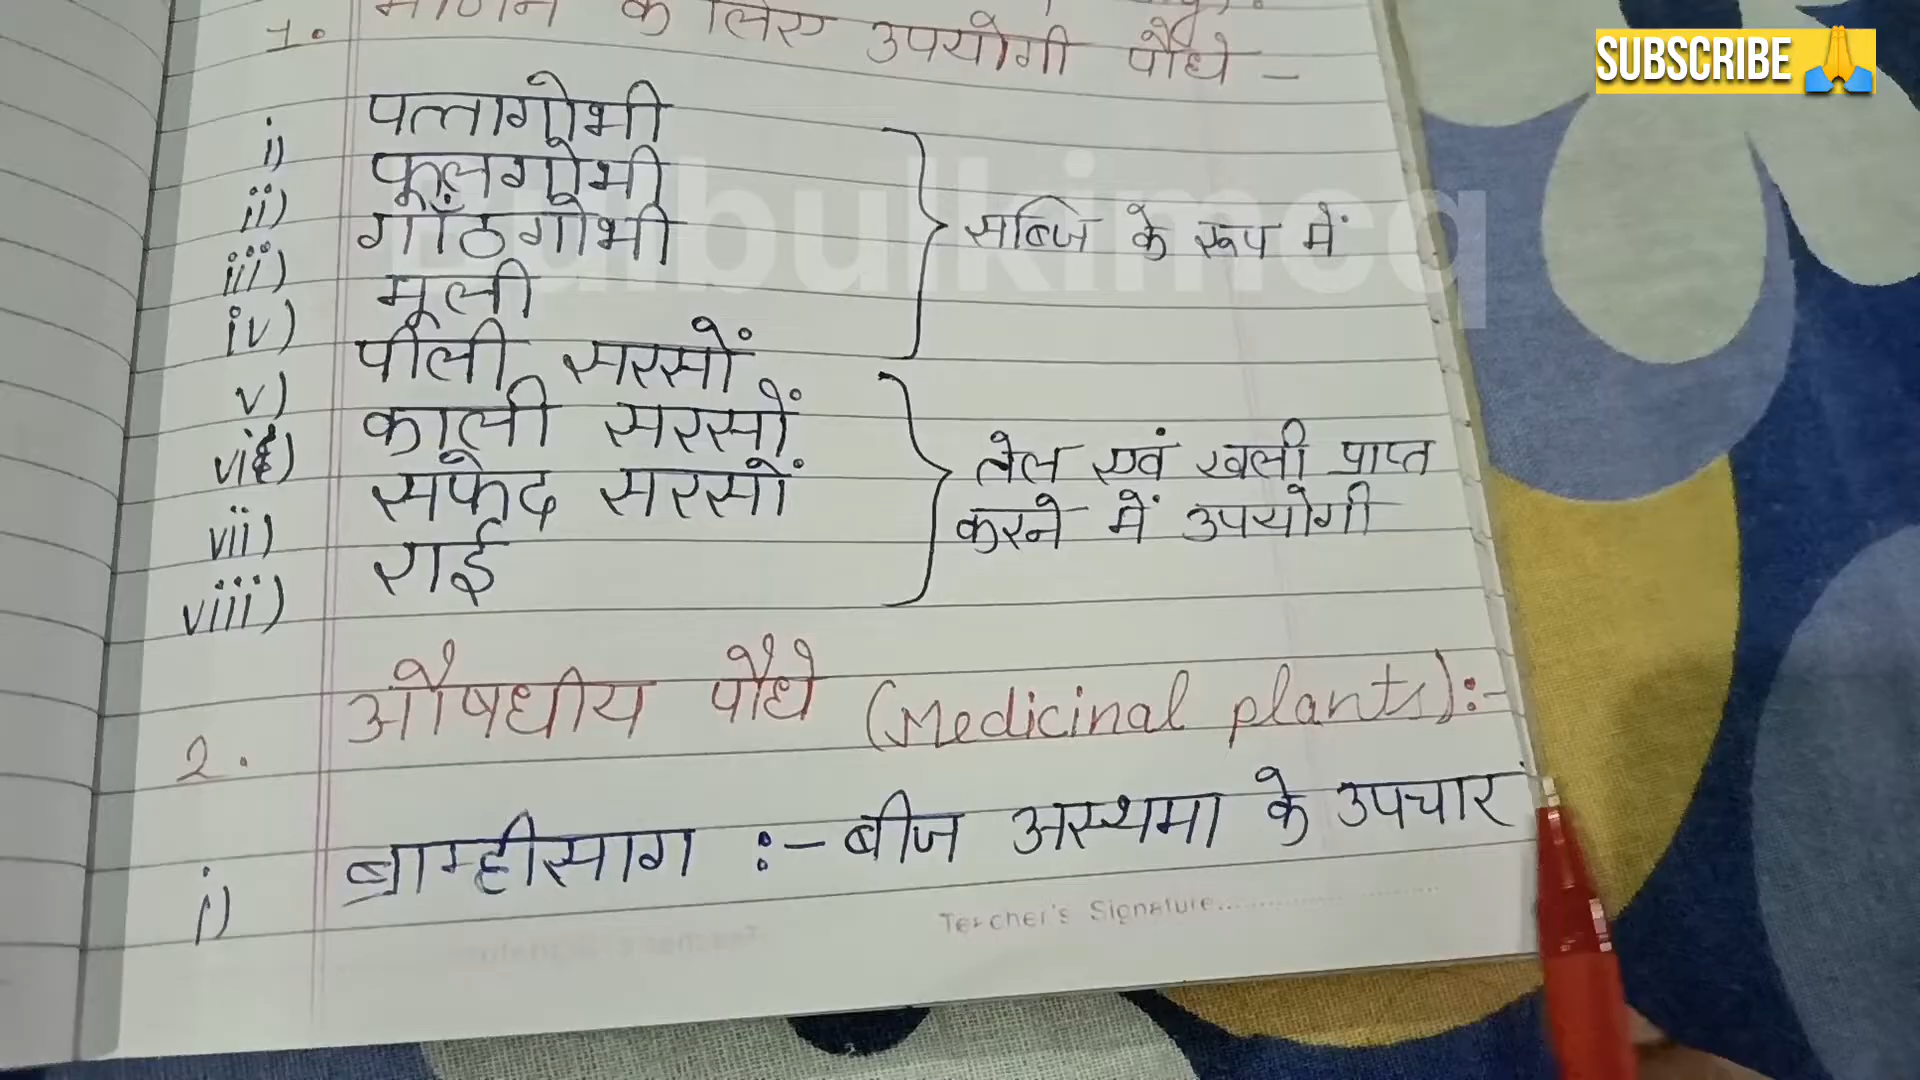 SUBSCRIBE
1. के लिए उपयोगी पौधे -
i) पत्तागोभी
ii) फूलगोभी
iii) गाँठगोभी
iv) मूली
सब्जि के रूप में
v) पीली सरसों
vi) काली सरसों
vii) सफेद सरसों
viii) राई
तेल एवं खली प्राप्त
करने में उपयोगी
2. औषधीय पौधे (Medicinal plants):-
i) ब्राम्हीसाग :- बीज अस्थमा के उपचार
Teacher's Signature